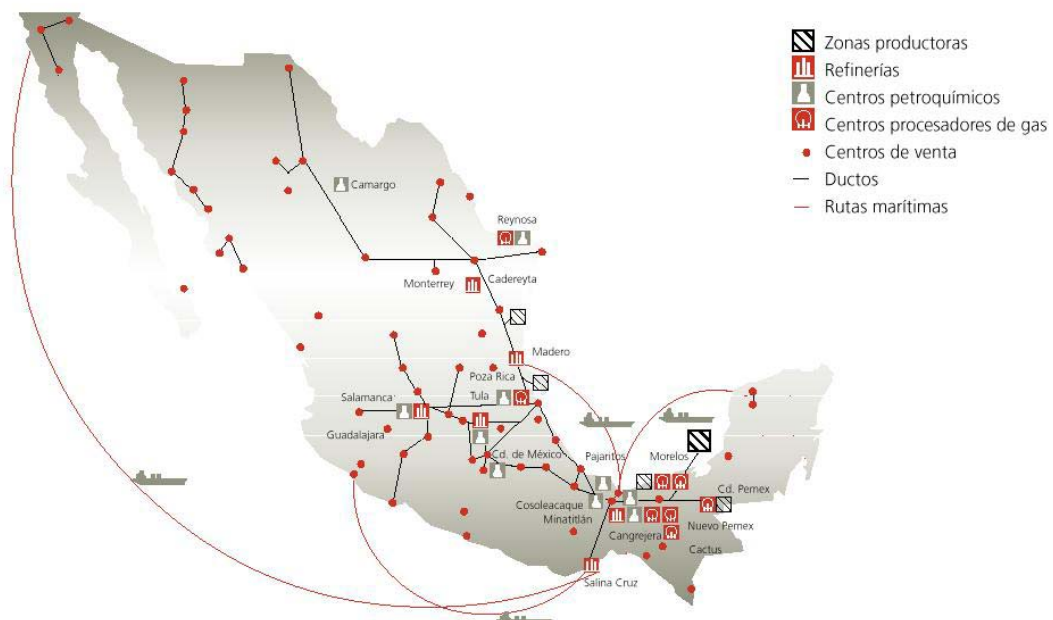 Zonas productoras
Refinerías
Centros petroquímicos
Centros procesadores de gas
Centros de venta
Ductos
Rutas marítimas
Camargo
Reynosa
Monterrey
Cadereyta
Madero
Poza Rica
Salamanca
Tula
Guadalajara
Cd. de México
Pajaritos
Morelos
Cd. Pemex
Cosoleacaque
Minatitlán
Nuevo Pemex
Cangrejera
Cactus
Salina Cruz